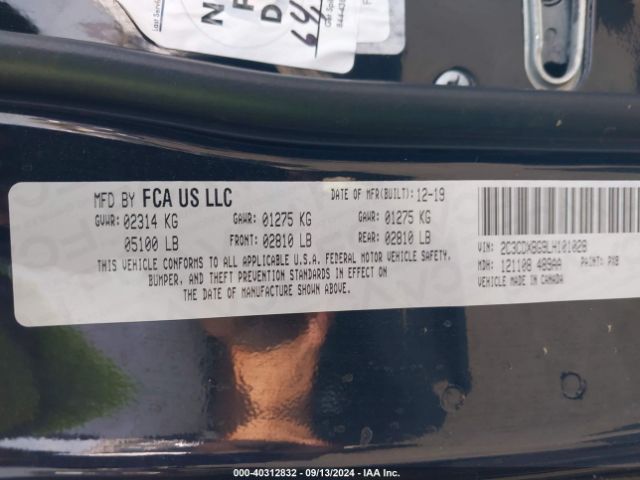 MFD BY FCA US LLC
DATE OF MFR(BUILT): 12-19
GVWR: 02314 KG GAWR: 01275 KG GAWR: 01275 KG
05100 LB FRONT: 02810 LB REAR: 02810 LB
THIS VEHICLE CONFORMS TO ALL APPLICABLE U.S.A. FEDERAL MOTOR VEHICLE SAFETY,
BUMPER, AND THEFT PREVENTION STANDARDS IN EFFECT ON
THE DATE OF MANUFACTURE SHOWN ABOVE.
VIN: 2C3CDXBG9LH101028
MDH: 121108 489AA PAINT: PXB
VEHICLE MADE IN CANADA
000-40312832 - 09/13/2024 - IAA Inc.